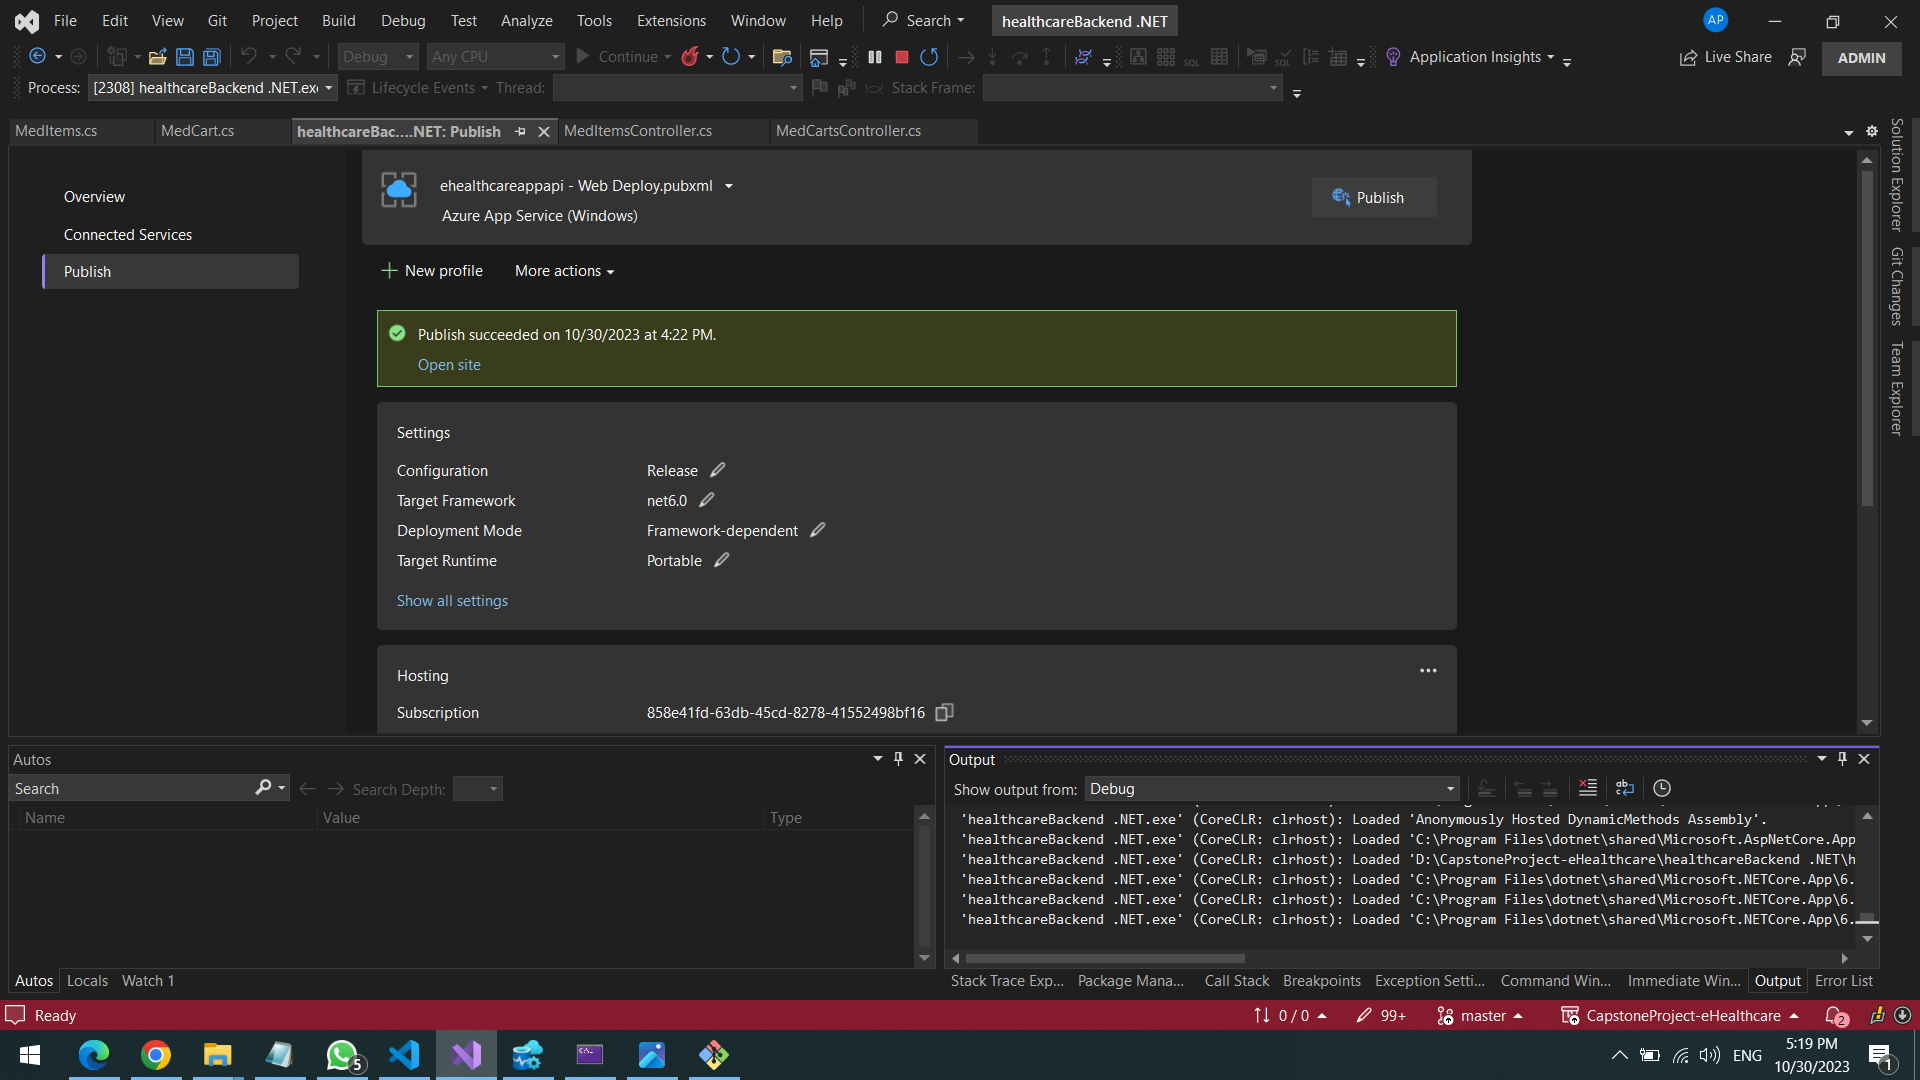 File Edit View Git Project Build Debug Test Analyze Tools Extensions Window Help Search healthcareBackend .NET AP
Debug Any CPU Continue Application Insights Live Share ADMIN
Process: [2308] healthcareBackend .NET.exe Lifecycle Events Thread: Stack Frame:
MedItems.cs MedCart.cs healthcareBac....NET: Publish MedItemsController.cs MedCartsController.cs
Solution Explorer
Git Changes
Team Explorer
Overview
Connected Services
Publish
ehealthcareappapi - Web Deploy.pubxml
Azure App Service (Windows)
Publish
New profile More actions
Publish succeeded on 10/30/2023 at 4:22 PM.
Open site
Settings
Configuration Release
Target Framework net6.0
Deployment Mode Framework-dependent
Target Runtime Portable
Show all settings
Hosting
Subscription 858e41fd-63db-45cd-8278-41552498bf16
Autos
Search Search Depth:
Name Value Type
Autos Locals Watch 1
Output
Show output from: Debug
'healthcareBackend .NET.exe' (CoreCLR: clrhost): Loaded 'Anonymously Hosted DynamicMethods Assembly'.
'healthcareBackend .NET.exe' (CoreCLR: clrhost): Loaded 'C:\Program Files\dotnet\shared\Microsoft.AspNetCore.App
'healthcareBackend .NET.exe' (CoreCLR: clrhost): Loaded 'D:\CapstoneProject-eHealthcare\healthcareBackend .NET\h
'healthcareBackend .NET.exe' (CoreCLR: clrhost): Loaded 'C:\Program Files\dotnet\shared\Microsoft.NETCore.App\6.
'healthcareBackend .NET.exe' (CoreCLR: clrhost): Loaded 'C:\Program Files\dotnet\shared\Microsoft.NETCore.App\6.
'healthcareBackend .NET.exe' (CoreCLR: clrhost): Loaded 'C:\Program Files\dotnet\shared\Microsoft.NETCore.App\6.
Stack Trace Exp... Package Mana... Call Stack Breakpoints Exception Setti... Command Win... Immediate Win... Output Error List
Ready 0 / 0 99+ master CapstoneProject-eHealthcare 2
5 ENG 5:19 PM
10/30/2023 1